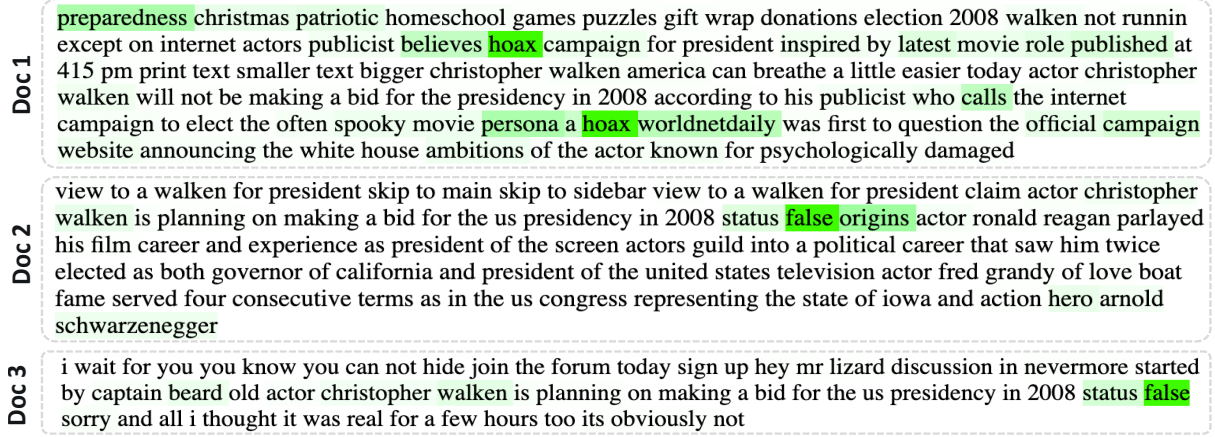 Doc 1
preparedness christmas patriotic homeschool games puzzles gift wrap donations election 2008 walken not runnin
except on internet actors publicist believes hoax campaign for president inspired by latest movie role published at
415 pm print text smaller text bigger christopher walken america can breathe a little easier today actor christopher
walken will not be making a bid for the presidency in 2008 according to his publicist who calls the internet
campaign to elect the often spooky movie persona a hoax worldnetdaily was first to question the official campaign
website announcing the white house ambitions of the actor known for psychologically damaged
Doc 2
view to a walken for president skip to main skip to sidebar view to a walken for president claim actor christopher
walken is planning on making a bid for the us presidency in 2008 status false origins actor ronald reagan parlayed
his film career and experience as president of the screen actors guild into a political career that saw him twice
elected as both governor of california and president of the united states television actor fred grandy of love boat
fame served four consecutive terms as in the us congress representing the state of iowa and action hero arnold
schwarzenegger
Doc 3
i wait for you you know you can not hide join the forum today sign up hey mr lizard discussion in nevermore started
by captain beard old actor christopher walken is planning on making a bid for the us presidency in 2008 status false
sorry and all i thought it was real for a few hours too its obviously not